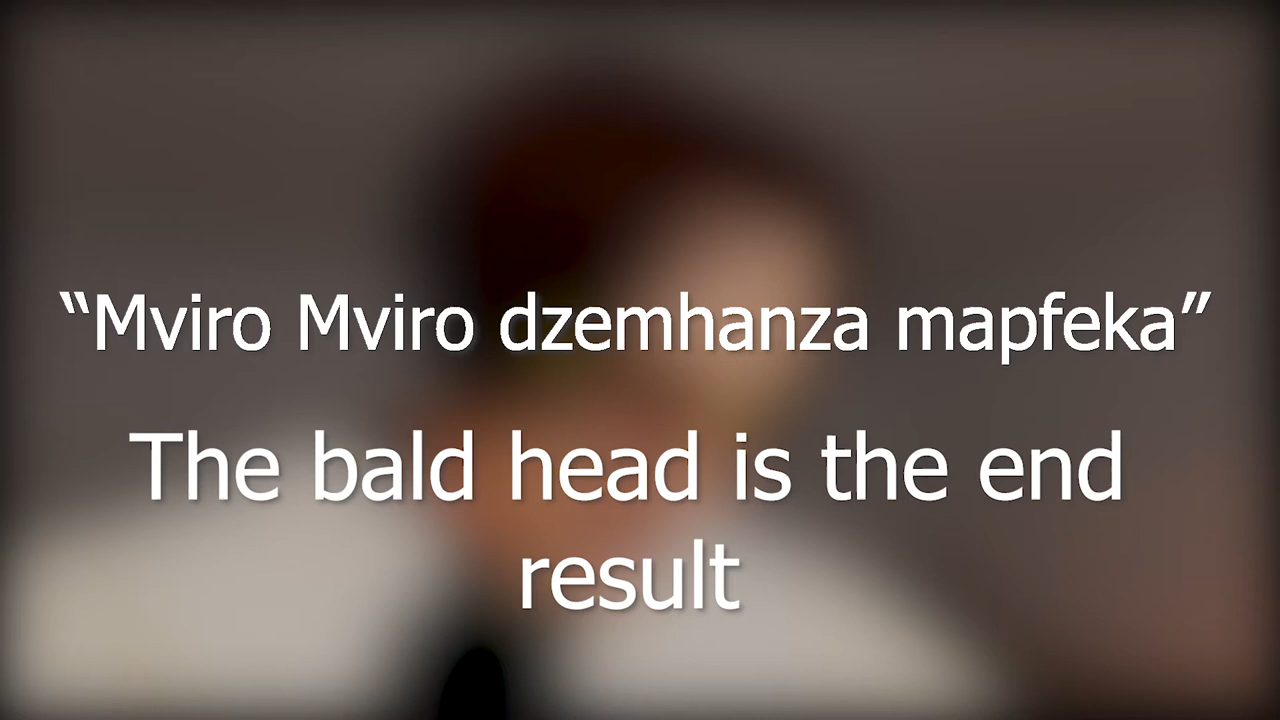 “Mviro Mviro dzemhanza mapfeka”
The bald head is the end
result